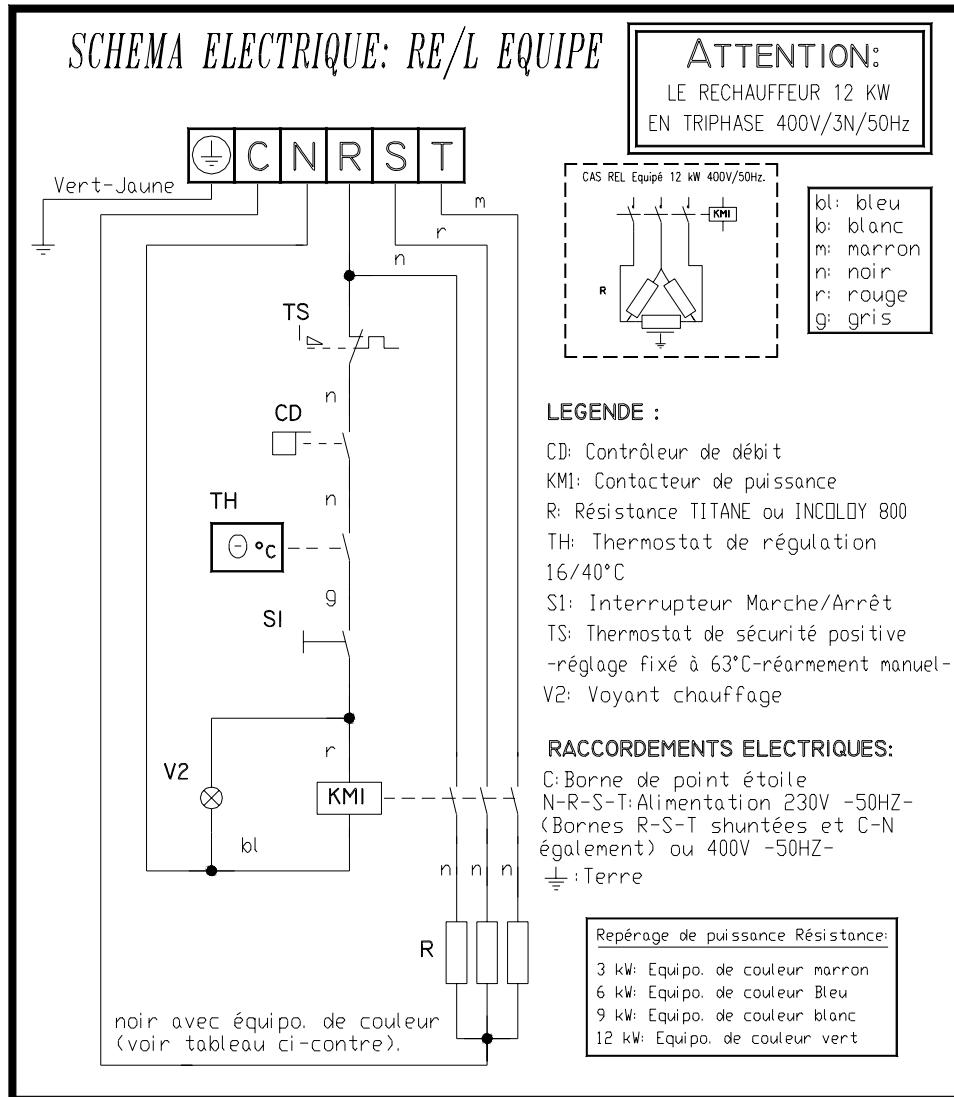 SCHEMA ELECTRIQUE: RE/L EQUIPE
ATTENTION:
LE RECHAUFFEUR 12 KW
EN TRIPHASE 400V/3N/50Hz
C N R S T
Vert-Jaune
m
r
n
CAS REL Equipé 12 kW 400V/50Hz.
KM1
R
bl: bleu
b: blanc
m: marron
n: noir
r: rouge
g: gris
TS
n
CD
n
TH
°C
g
S1
r
V2
KM1
bl
n n n
R
noir avec équipo. de couleur
(voir tableau ci-contre).
LEGENDE :
CD: Contrôleur de débit
KM1: Contacteur de puissance
R: Résistance TITANE ou INCOLOY 800
TH: Thermostat de régulation
16/40°C
S1: Interrupteur Marche/Arrêt
TS: Thermostat de sécurité positive
-réglage fixé à 63°C-réarmement manuel-
V2: Voyant chauffage
RACCORDEMENTS ELECTRIQUES:
C:Borne de point étoile
N-R-S-T:Alimentation 230V -50HZ-
(Bornes R-S-T shuntées et C-N
également) ou 400V -50HZ-
:Terre
Repérage de puissance Résistance:
3 kW: Equipo. de couleur marron
6 kW: Equipo. de couleur Bleu
9 kW: Equipo. de couleur blanc
12 kW: Equipo. de couleur vert